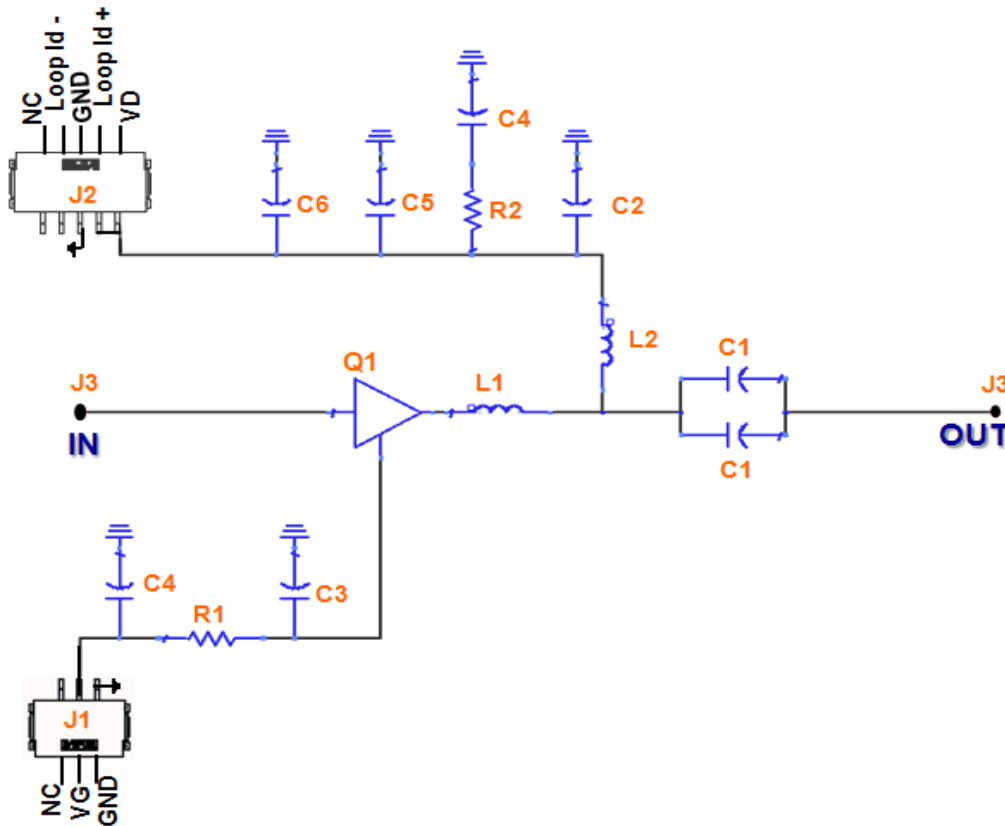 NC
Loop Id -
GND
Loop Id +
VD
J2
C6
C5
C4
R2
C2
L2
J3
IN
Q1
L1
C1
C1
J3
OUT
C4
R1
C3
J1
NC
VG
GND